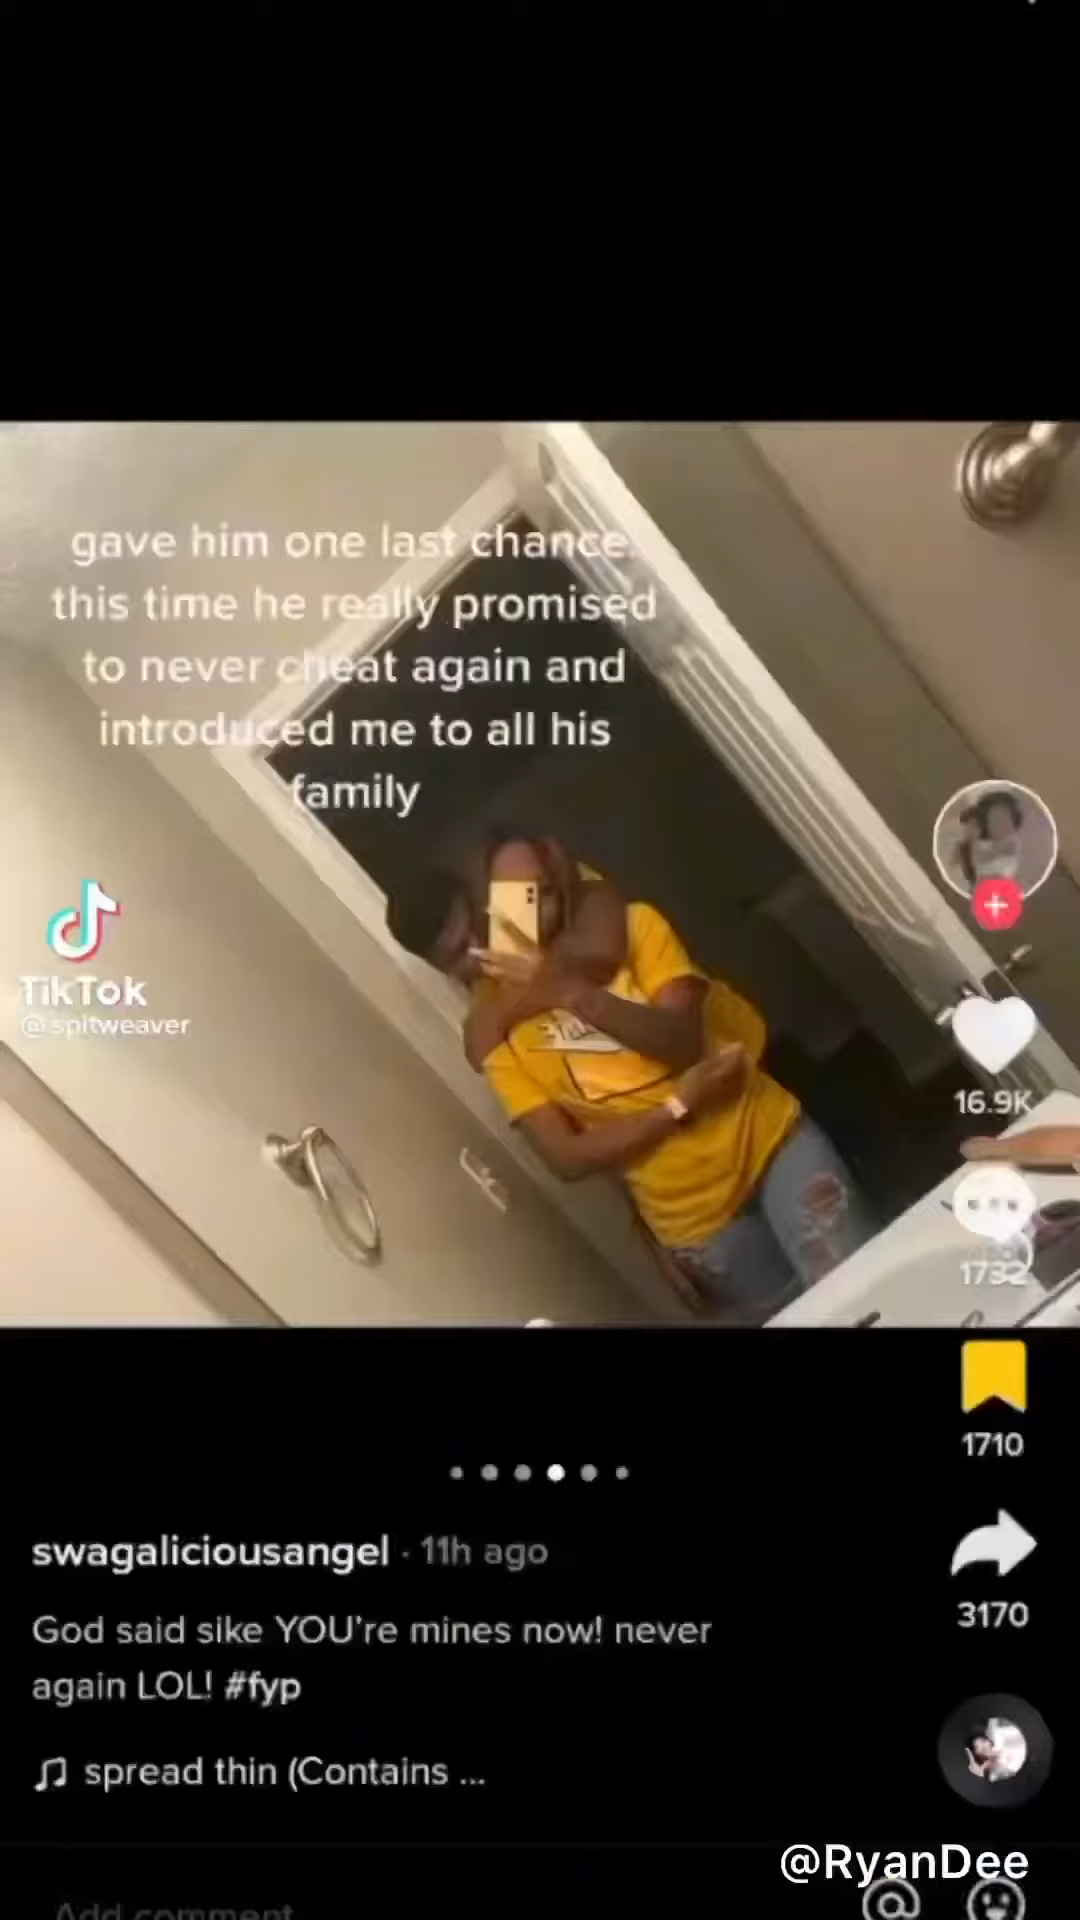 gave him one last chance.
this time he really promised
to never cheat again and
introduced me to all his
family
TikTok
@spitweaver
16.9K
1732
1710
3170
swagaliciousangel · 11h ago
God said sike YOU're mines now! never
again LOL! #fyp
spread thin (Contains ...
@RyanDee
Add comment